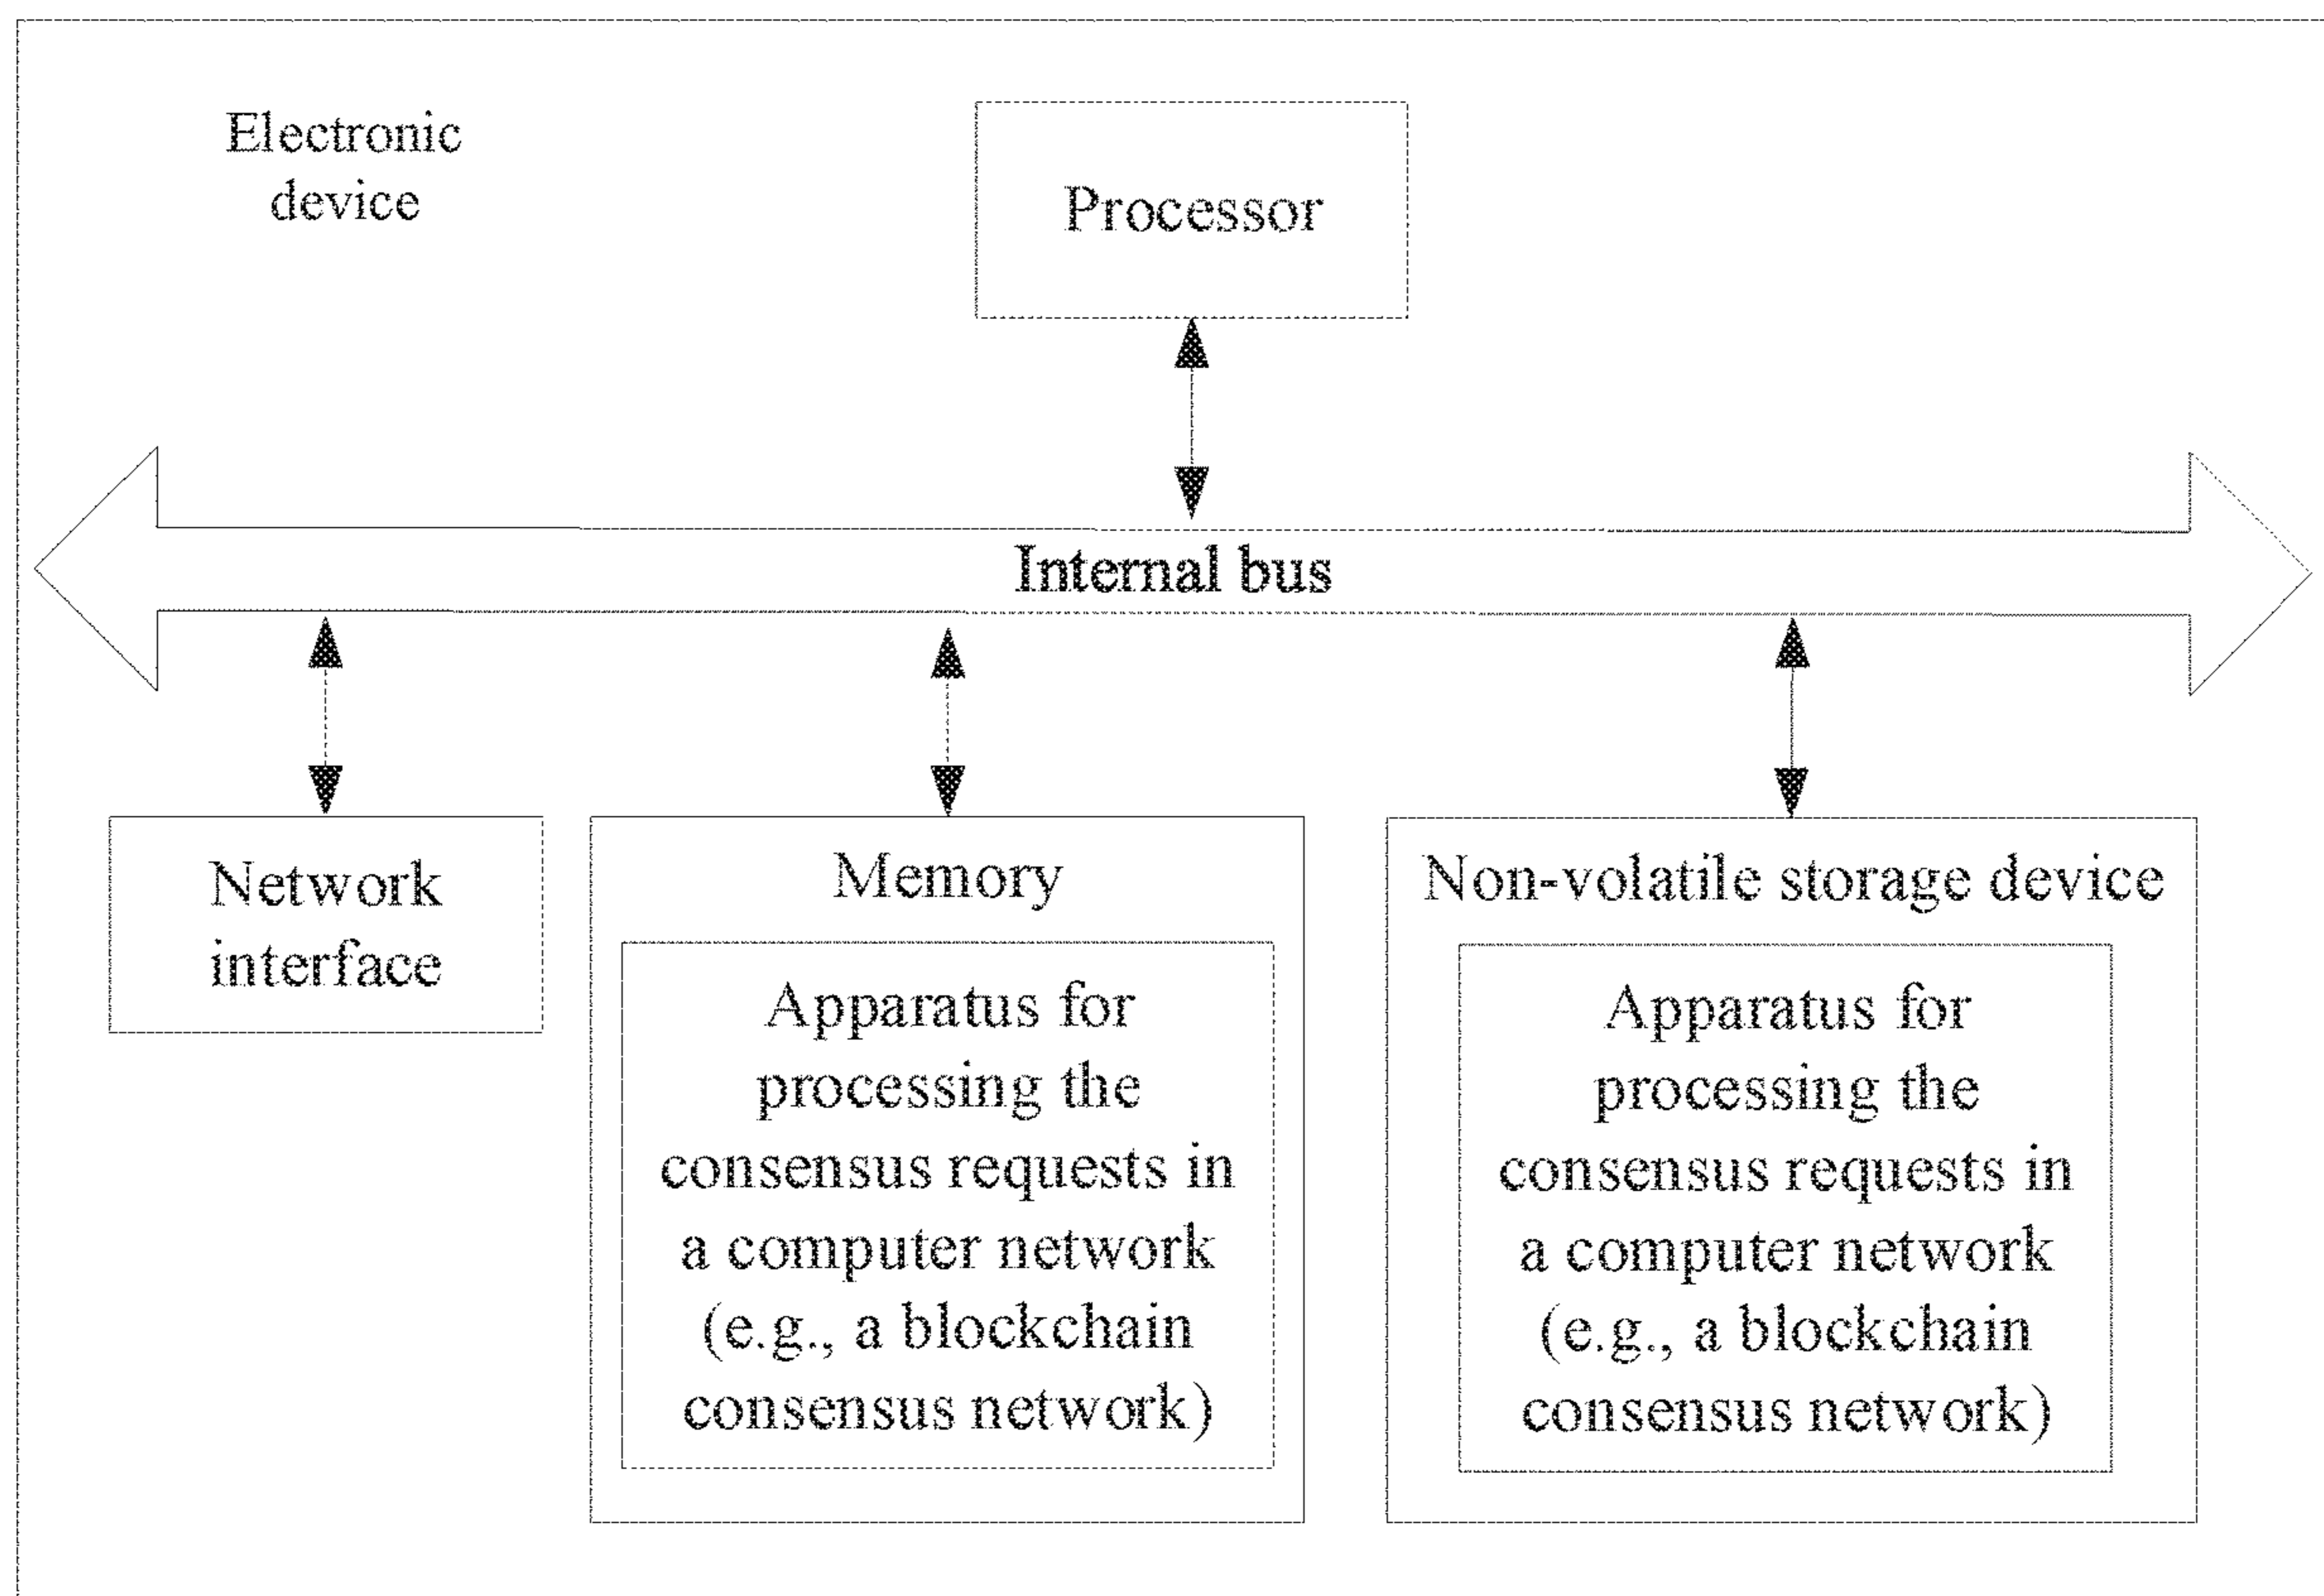 Electronic
device
Processor
Internal bus
Network
interface
Memory
Apparatus for
processing the
consensus requests in
a computer network
(e.g., a blockchain
consensus network)
Non-volatile storage device
Apparatus for
processing the
consensus requests in
a computer network
(e.g., a blockchain
consensus network)